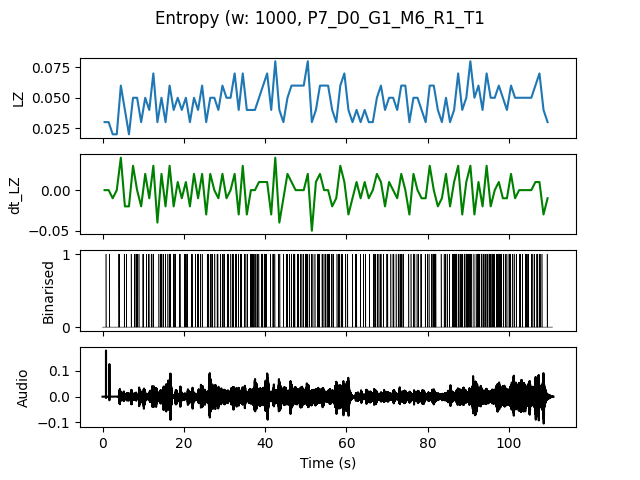 Entropy (w: 1000, P7_D0_G1_M6_R1_T1
0.075
0.050
0.025
LZ
0.00
−0.05
dt_LZ
1
0
Binarised
0.1
0.0
−0.1
Audio
0 20 40 60 80 100
Time (s)